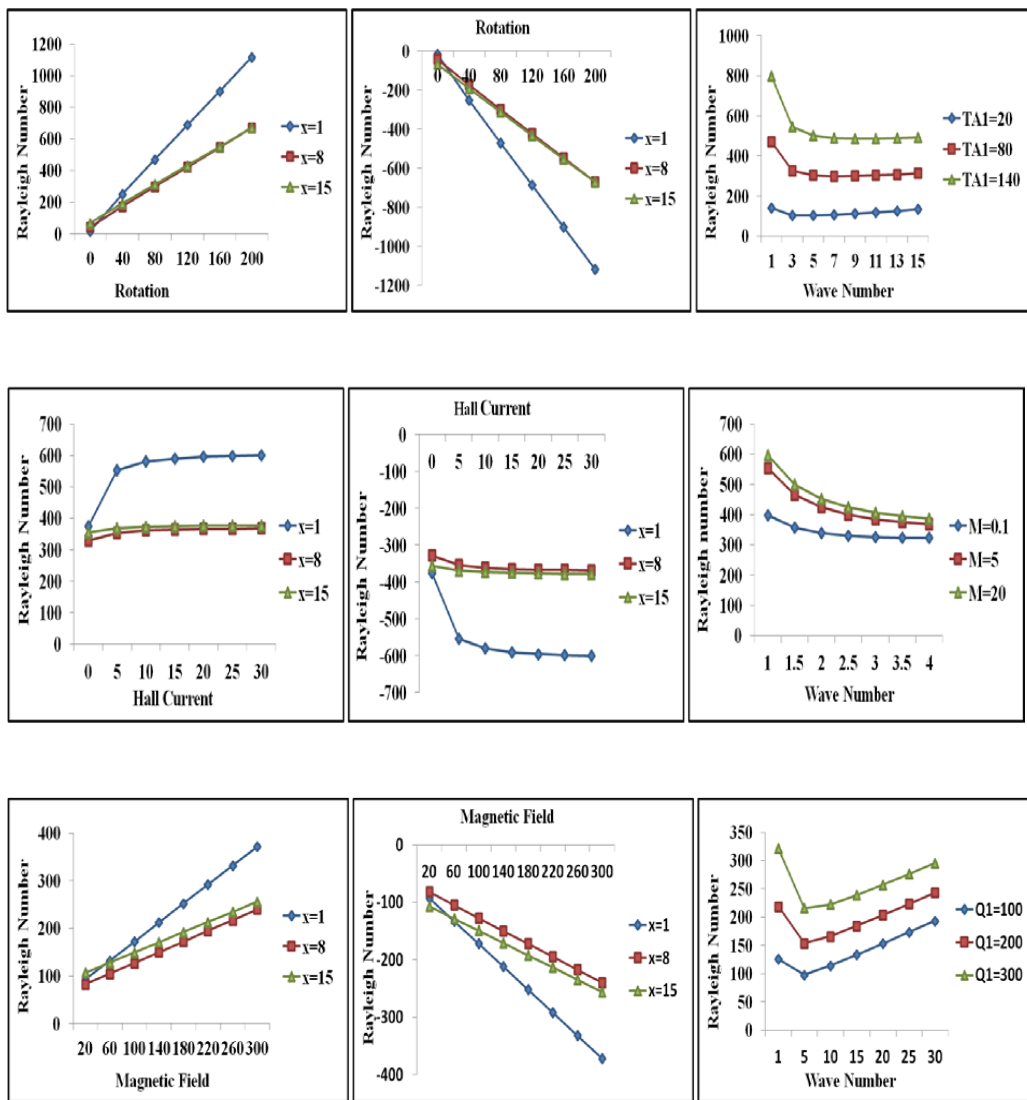 1200
1000
800
600
400
200
0
Rayleigh Number
0 40 80 120 160 200
Rotation
x=1
x=8
x=15
Rotation
0
-200
-400
-600
-800
-1000
-1200
Rayleigh Number
0 40 80 120 160 200
x=1
x=8
x=15
1000
800
600
400
200
0
Rayleigh Number
1 3 5 7 9 11 13 15
Wave Number
TA1=20
TA1=80
TA1=140
700
600
500
400
300
200
100
0
Rayleigh Number
0 5 10 15 20 25 30
Hall Current
x=1
x=8
x=15
Hall Current
0
-100
-200
-300
-400
-500
-600
-700
Rayleigh Number
0 5 10 15 20 25 30
x=1
x=8
x=15
700
600
500
400
300
200
100
0
Rayleigh number
1 1.5 2 2.5 3 3.5 4
Wave Number
M=0.1
M=5
M=20
400
300
200
100
0
Rayleigh Number
20 60 100 140 180 220 260 300
Magnetic Field
x=1
x=8
x=15
Magnetic Field
-0
-100
-200
-300
-400
Rayleigh Number
20 60 100 140 180 220 260 300
x=1
x=8
x=15
350
300
250
200
150
100
50
0
Rayleigh Number
1 5 10 15 20 25 30
Wave Number
Q1=100
Q1=200
Q1=300